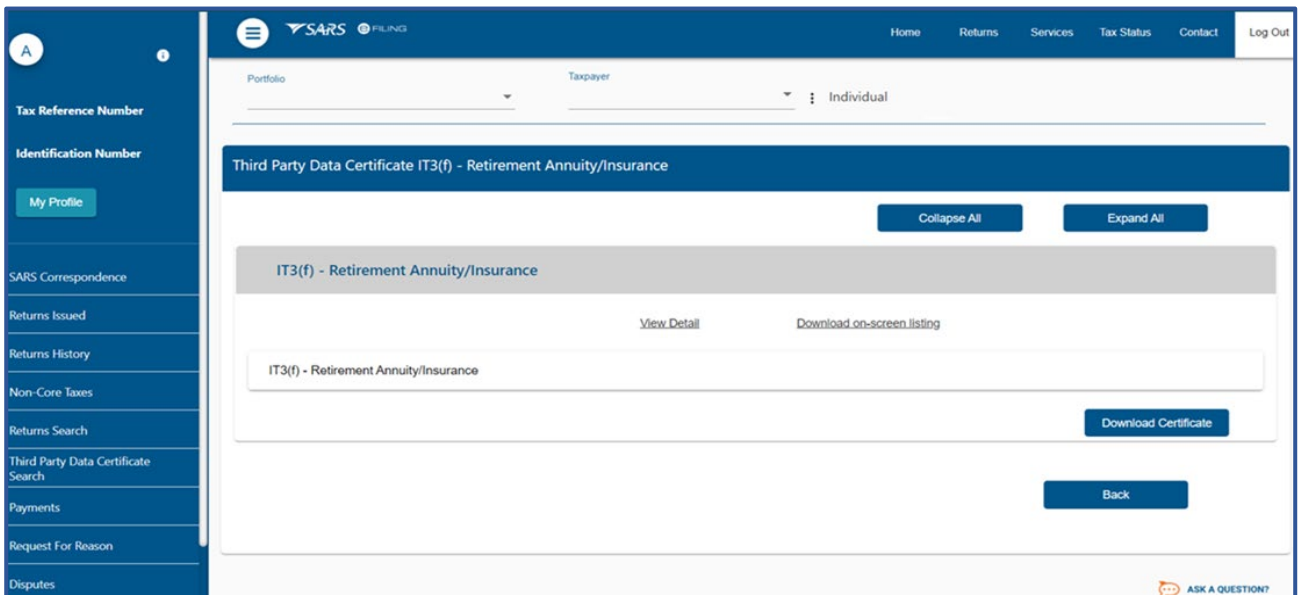 A
Tax Reference Number
Identification Number
My Profile
SARS Correspondence
Returns Issued
Returns History
Non-Core Taxes
Returns Search
Third Party Data Certificate
Search
Payments
Request For Reason
Disputes
SARS eFILING
Home Returns Services Tax Status Contact Log Out
Portfolio Taxpayer
Individual
Third Party Data Certificate IT3(f) - Retirement Annuity/Insurance
Collapse All Expand All
IT3(f) - Retirement Annuity/Insurance
View Detail Download on-screen listing
IT3(f) - Retirement Annuity/Insurance
Download Certificate
Back
ASK A QUESTION?